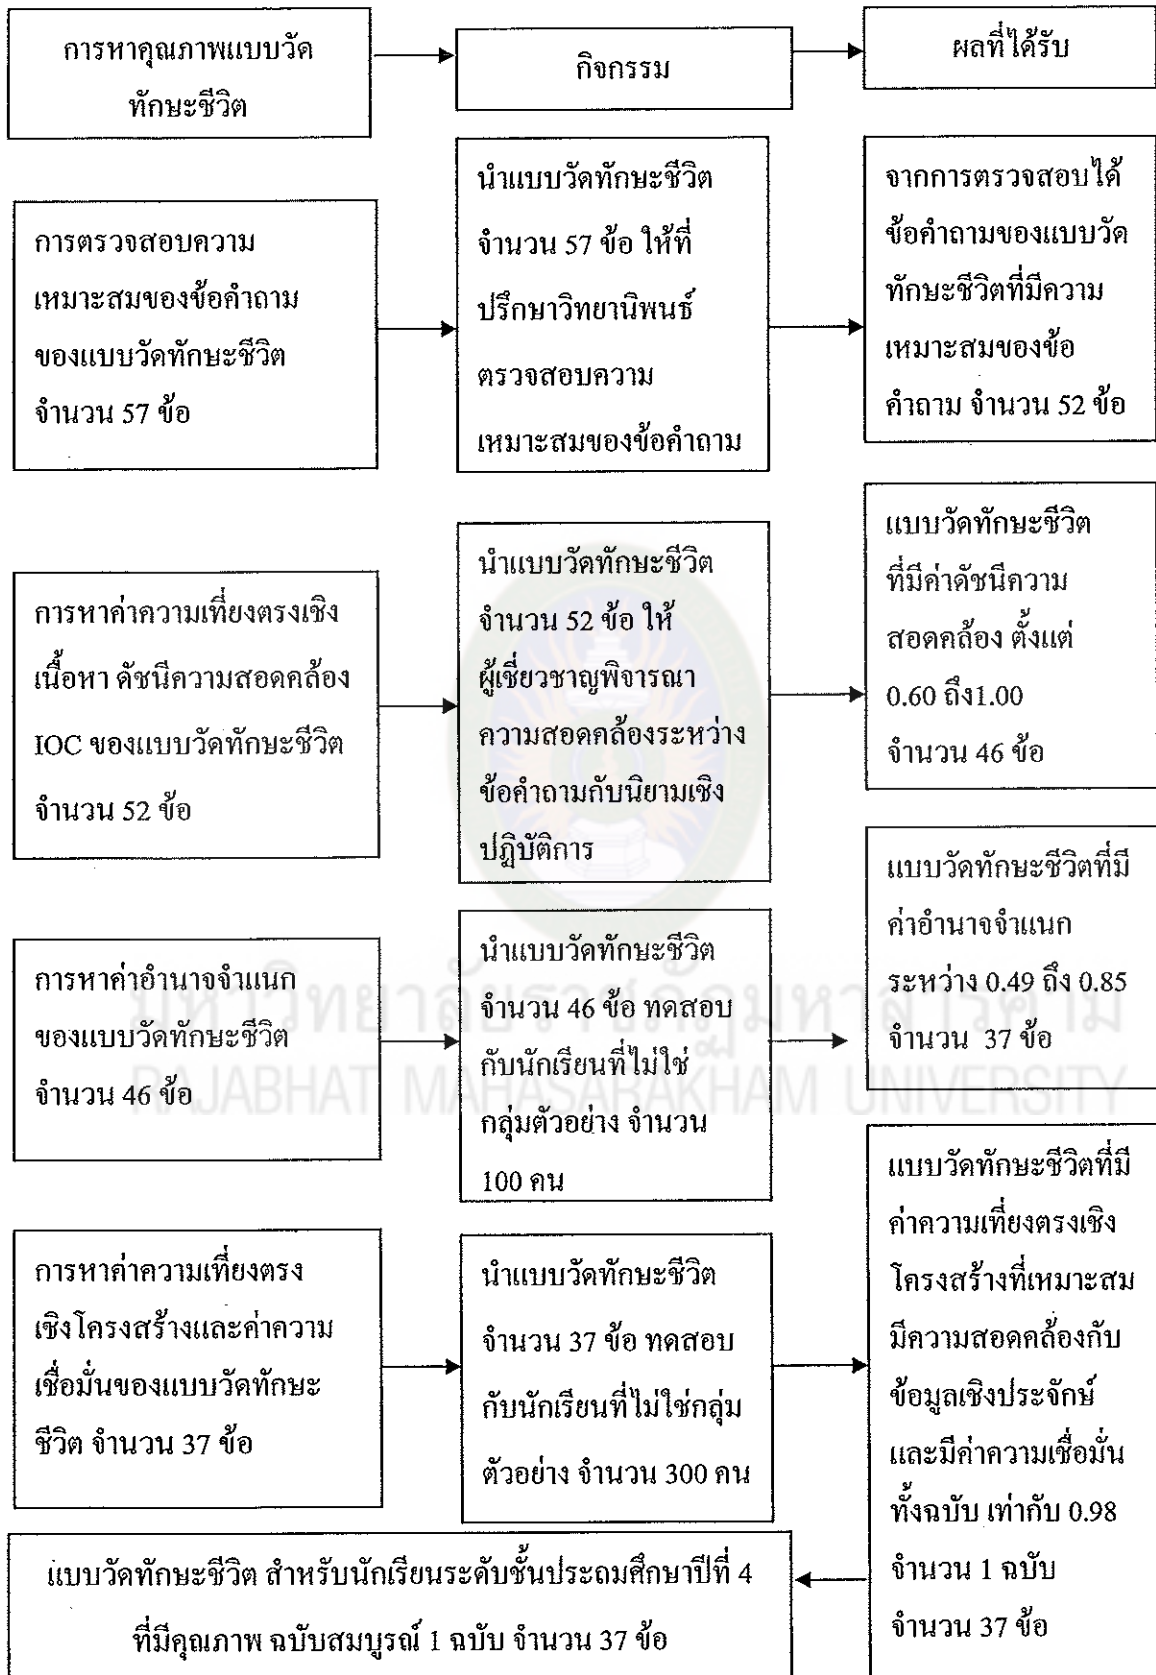 การหาคุณภาพแบบวัด
ทักษะชีวิต
กิจกรรม
ผลที่ได้รับ
การตรวจสอบความ
เหมาะสมของข้อคำถาม
ของแบบวัดทักษะชีวิต
จำนวน 57 ข้อ
นำแบบวัดทักษะชีวิต
จำนวน 57 ข้อ ให้ที่
ปรึกษาวิทยานิพนธ์
ตรวจสอบความ
เหมาะสมของข้อคำถาม
จากการตรวจสอบได้
ข้อคำถามของแบบวัด
ทักษะชีวิตที่มีความ
เหมาะสมของข้อ
คำถาม จำนวน 52 ข้อ
การหาค่าความเที่ยงตรงเชิง
เนื้อหา ดัชนีความสอดคล้อง
IOC ของแบบวัดทักษะชีวิต
จำนวน 52 ข้อ
นำแบบวัดทักษะชีวิต
จำนวน 52 ข้อ ให้
ผู้เชี่ยวชาญพิจารณา
ความสอดคล้องระหว่าง
ข้อคำถามกับนิยามเชิง
ปฏิบัติการ
แบบวัดทักษะชีวิต
ที่มีค่าดัชนีความ
สอดคล้อง ตั้งแต่
0.60 ถึง1.00
จำนวน 46 ข้อ
การหาค่าอำนาจจำแนก
ของแบบวัดทักษะชีวิต
จำนวน 46 ข้อ
นำแบบวัดทักษะชีวิต
จำนวน 46 ข้อ ทดสอบ
กับนักเรียนที่ไม่ใช่
กลุ่มตัวอย่าง จำนวน
100 คน
แบบวัดทักษะชีวิตที่มี
ค่าอำนาจจำแนก
ระหว่าง 0.49 ถึง 0.85
จำนวน 37 ข้อ
มหาวิทยาลัยราชภัฏมหาสารคาม
RAJABHAT MAHASARAKHAM UNIVERSITY
การหาค่าความเที่ยงตรง
เชิงโครงสร้างและค่าความ
เชื่อมั่นของแบบวัดทักษะ
ชีวิต จำนวน 37 ข้อ
นำแบบวัดทักษะชีวิต
จำนวน 37 ข้อ ทดสอบ
กับนักเรียนที่ไม่ใช่กลุ่ม
ตัวอย่าง จำนวน 300 คน
แบบวัดทักษะชีวิตที่มี
ค่าความเที่ยงตรงเชิง
โครงสร้างที่เหมาะสม
มีความสอดคล้องกับ
ข้อมูลเชิงประจักษ์
และมีค่าความเชื่อมั่น
ทั้งฉบับ เท่ากับ 0.98
จำนวน 1 ฉบับ
จำนวน 37 ข้อ
แบบวัดทักษะชีวิต สำหรับนักเรียนระดับชั้นประถมศึกษาปีที่ 4
ที่มีคุณภาพ ฉบับสมบูรณ์ 1 ฉบับ จำนวน 37 ข้อ